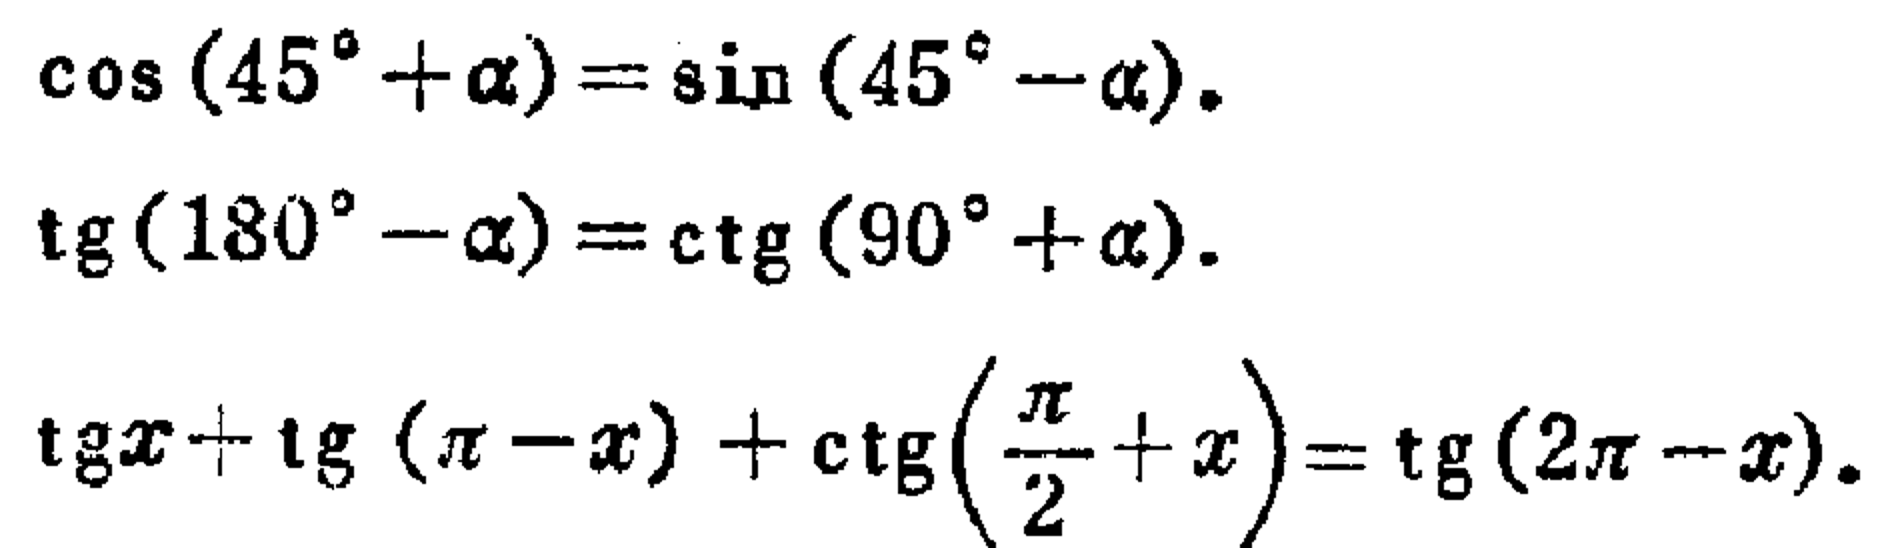 cos(45°+α)=sin(45°−α).
tg(180°−α)=ctg(90°+α).
tgx+tg(π−x)+ctg(π/2+x)=tg(2π−x).